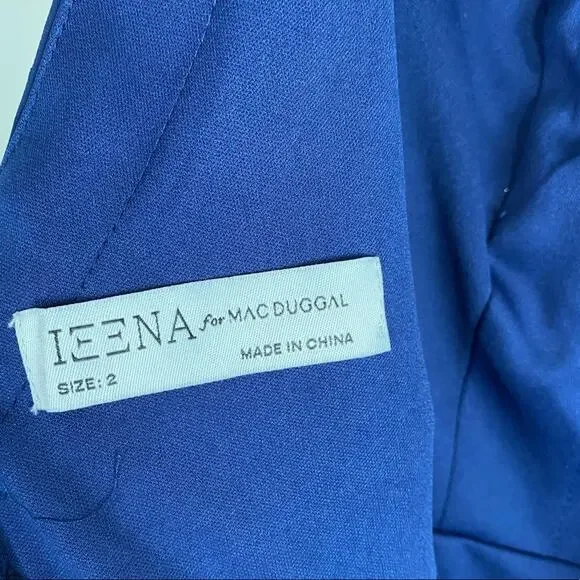 IEENA for MAC DUGGAL
SIZE: 2
MADE IN CHINA